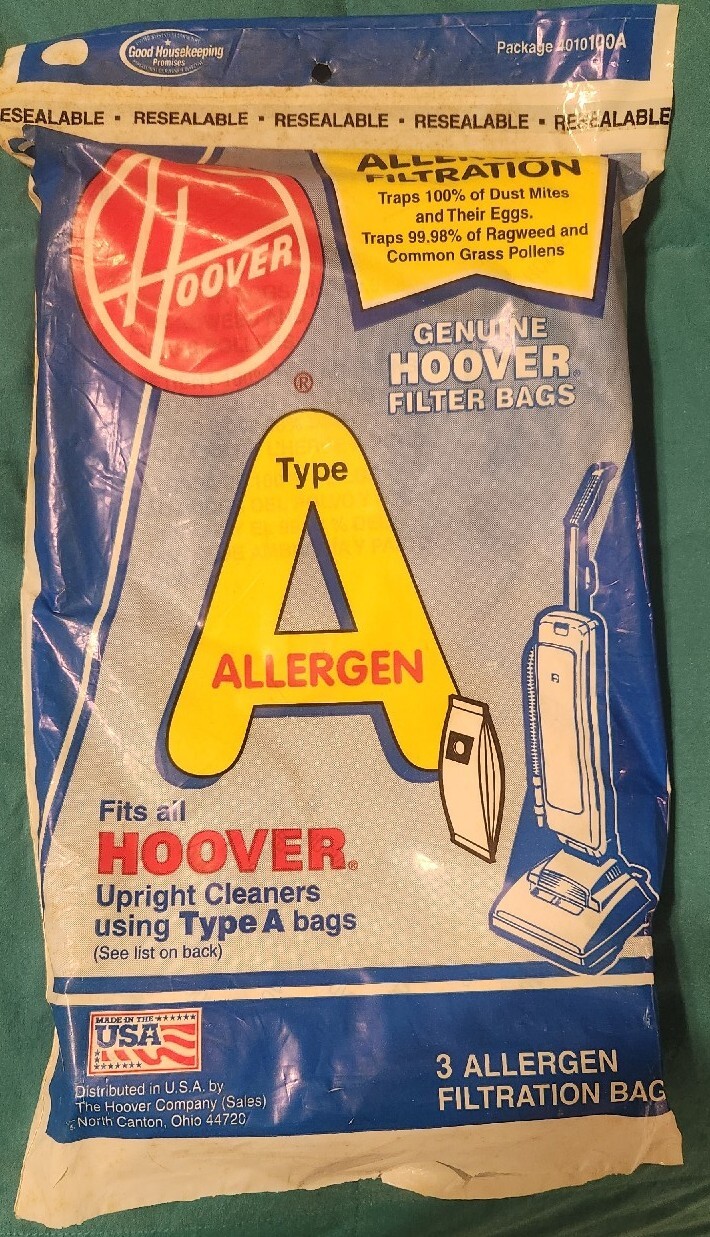 Good Housekeeping
Promises
Package 4010100A
ESEALABLE ▪ RESEALABLE ▪ RESEALABLE ▪ RESEALABLE ▪ RESEALABLE
HOOVER
®
ALLERGEN
FILTRATION
Traps 100% of Dust Mites
and Their Eggs.
Traps 99.98% of Ragweed and
Common Grass Pollens
GENUINE
HOOVER®
FILTER BAGS
Type
A
ALLERGEN
Fits all
HOOVER®
Upright Cleaners
using Type A bags
(See list on back)
MADE IN THE
USA
Distributed in U.S.A. by
The Hoover Company (Sales)
North Canton, Ohio 44720
3 ALLERGEN
FILTRATION BAG